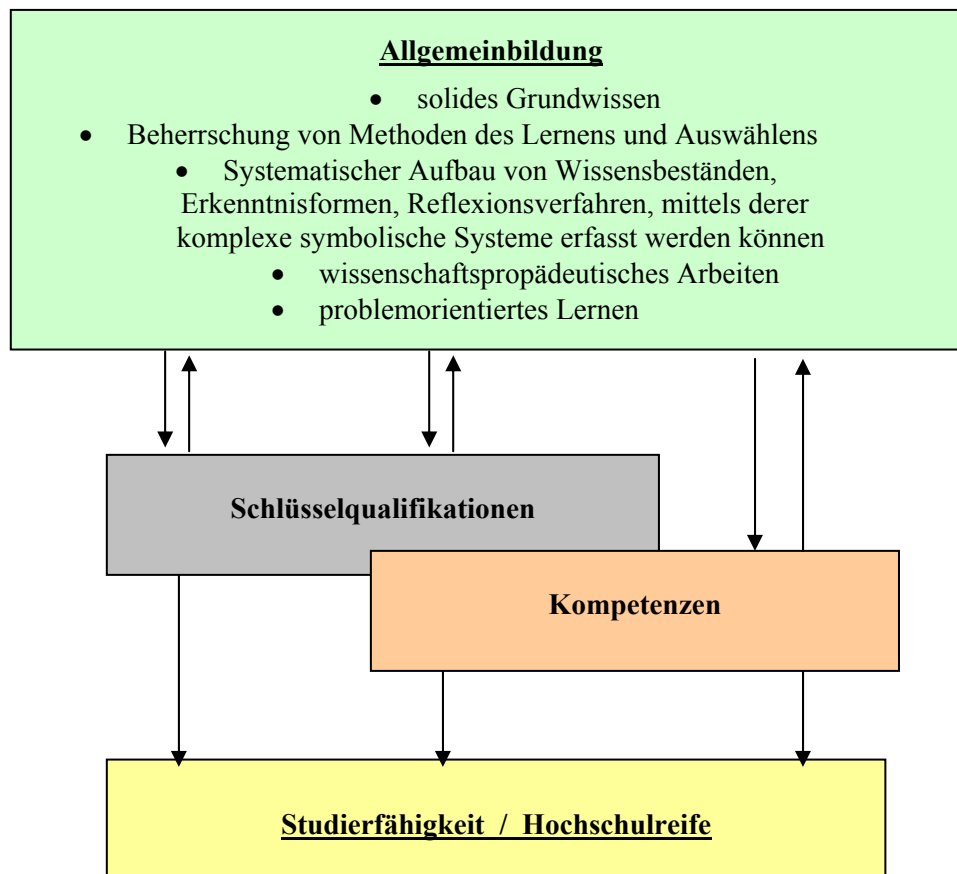 Allgemeinbildung
• solides Grundwissen
• Beherrschung von Methoden des Lernens und Auswählens
• Systematischer Aufbau von Wissensbeständen,
Erkenntnisformen, Reflexionsverfahren, mittels derer
komplexe symbolische Systeme erfasst werden können
• wissenschaftspropädeutisches Arbeiten
• problemorientiertes Lernen
Schlüsselqualifikationen
Kompetenzen
Studierfähigkeit / Hochschulreife